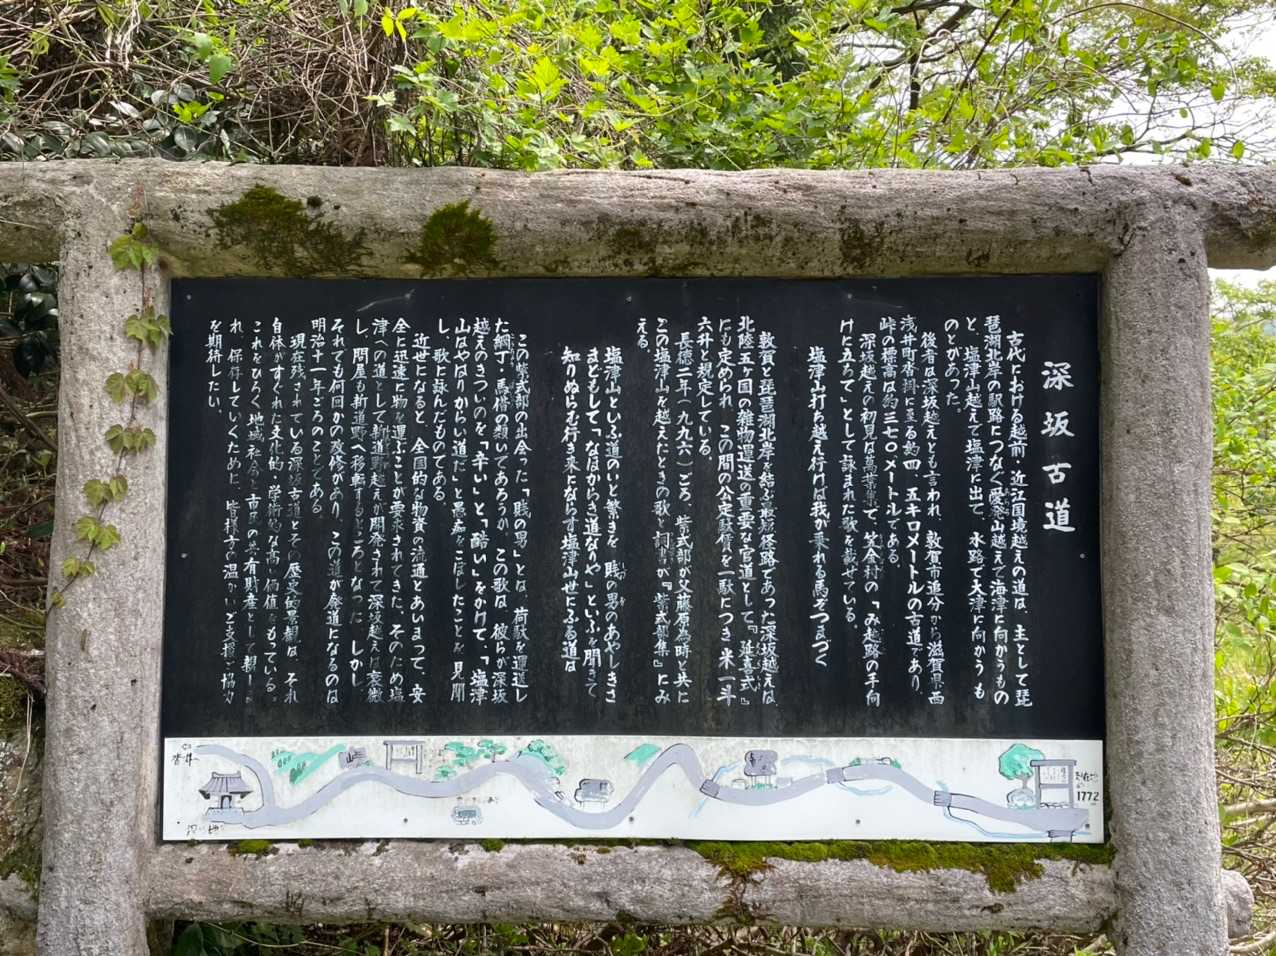 深坂古道
古代における越前・近江国境越えの道は、主として琵
琶湖北岸の駅路につなぐ愛発山越えで海津に向かうもの
と、塩津山越えで塩津に出て、水路で大津に向かうも
のとがあった。
後者は深坂越えとも言われ、敦賀市追分から滋賀県西
浅井町沓掛に至る約四・五キロメートルの古道であり、
峠の標高は約三七〇メートルである。
深坂越えの初見は萬葉集で、笠金村の「み越路の手向
けに立ちて」として詠まれた歌を載せている。
塩津山打ち越え行けば我が乗れる馬ぞつまづく
敦賀と琵琶湖北岸を結ぶ最短路であった深坂越えは、
北陸五ヶ国の雑物運送の重要な官道として『延喜式』
にも定められ、この間の公定駄賃を一駄につき米一斗
六升と規定している。
長徳二年(九九六)ごろ、紫式部が父藤原為時と共に
この塩津山を越えたときの歌と詞書が『紫式部集』にみ
える。
塩津山といふ道のいと繁きを、賎の男のあやしきさ
まどもして、「なほからき道なりや」といふを聞きて
知りぬらむ行き来にならす塩津山世にふる道は
この紫式部の出会った「賎の男」とは、荷駄を運送し
た綱丁・馬借の類いであろうが、この歌は、彼らが深坂
越えのきついのを「辛い」と「酷い」をかけて、「塩津
山はやはりからい道だ」と愚痴をこぼしたことを、見聞
し、歌に詠んだものである。
近世になると、全国的な物資の流通とあいまって、安
全に迅速に物を運ぶことが要求されてきた。そのため塩
津への道として新道野越えが開さくされて深坂越えは衰微
し、問屋も新道野へ移転するところとなった。しかし、
それでも何回かの改修があり、この道が廃道になるのは
明治十一年ごろのことである。
現在残されている深坂古道とその歴史的景観は、それ
自体がすぐれた文化的・学術的な価値をもっている。
これをひろく地域社会と市民の共有財産として親しま
れ、保存していくために、皆様方の温かいご支援ご協力
を期待したい。
現在地
1772